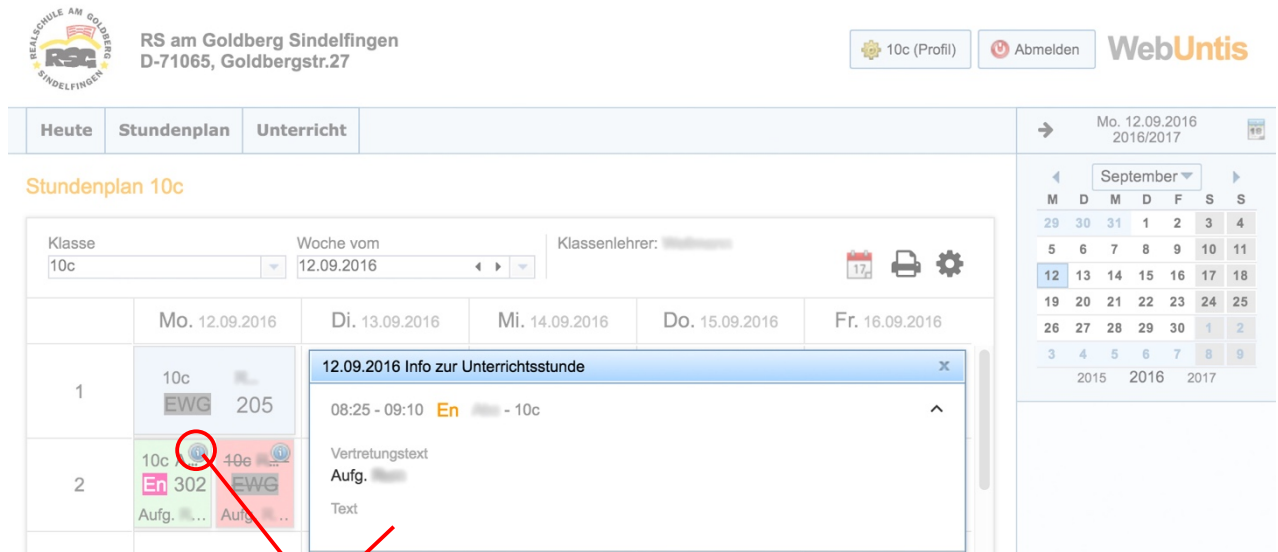 REALSCHULE AM GOLDBERG
RSG
SINDELFINGEN
RS am Goldberg Sindelfingen
D-71065, Goldbergstr.27
10c (Profil)
Abmelden
WebUntis
Heute
Stundenplan
Unterricht
Mo. 12.09.2016
2016/2017
Stundenplan 10c
September
M D M D F S S
29 30 31 1 2 3 4
5 6 7 8 9 10 11
12 13 14 15 16 17 18
19 20 21 22 23 24 25
26 27 28 29 30 1 2
3 4 5 6 7 8 9
2015 2016 2017
Klasse
10c
Woche vom
12.09.2016
Klassenlehrer:
17
Mo. 12.09.2016
Di. 13.09.2016
Mi. 14.09.2016
Do. 15.09.2016
Fr. 16.09.2016
1
10c
EWG 205
12.09.2016 Info zur Unterrichtsstunde
x
08:25 - 09:10 En - 10c
Vertretungstext
Aufg.
Text
2
10c A...
En 302
Aufg. ...
10c
EWG
Aufg. ...